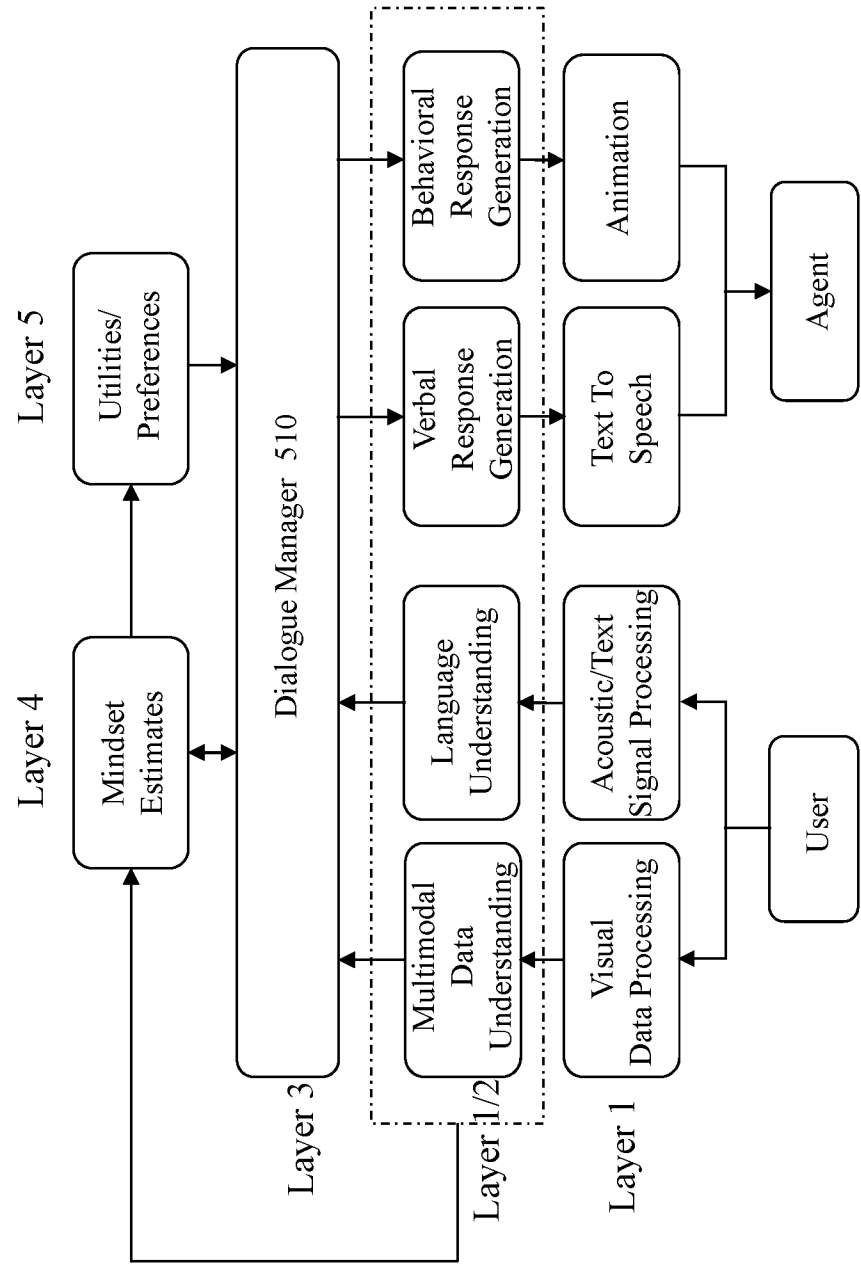 Layer 4
Layer 5
Mindset
Estimates
Utilities/
Preferences
Layer 3
Dialogue Manager 510
Layer 1/2
Multimodal
Data
Understanding
Language
Understanding
Verbal
Response
Generation
Behavioral
Response
Generation
Layer 1
Visual
Data Processing
Acoustic/Text
Signal Processing
Text To
Speech
Animation
User
Agent